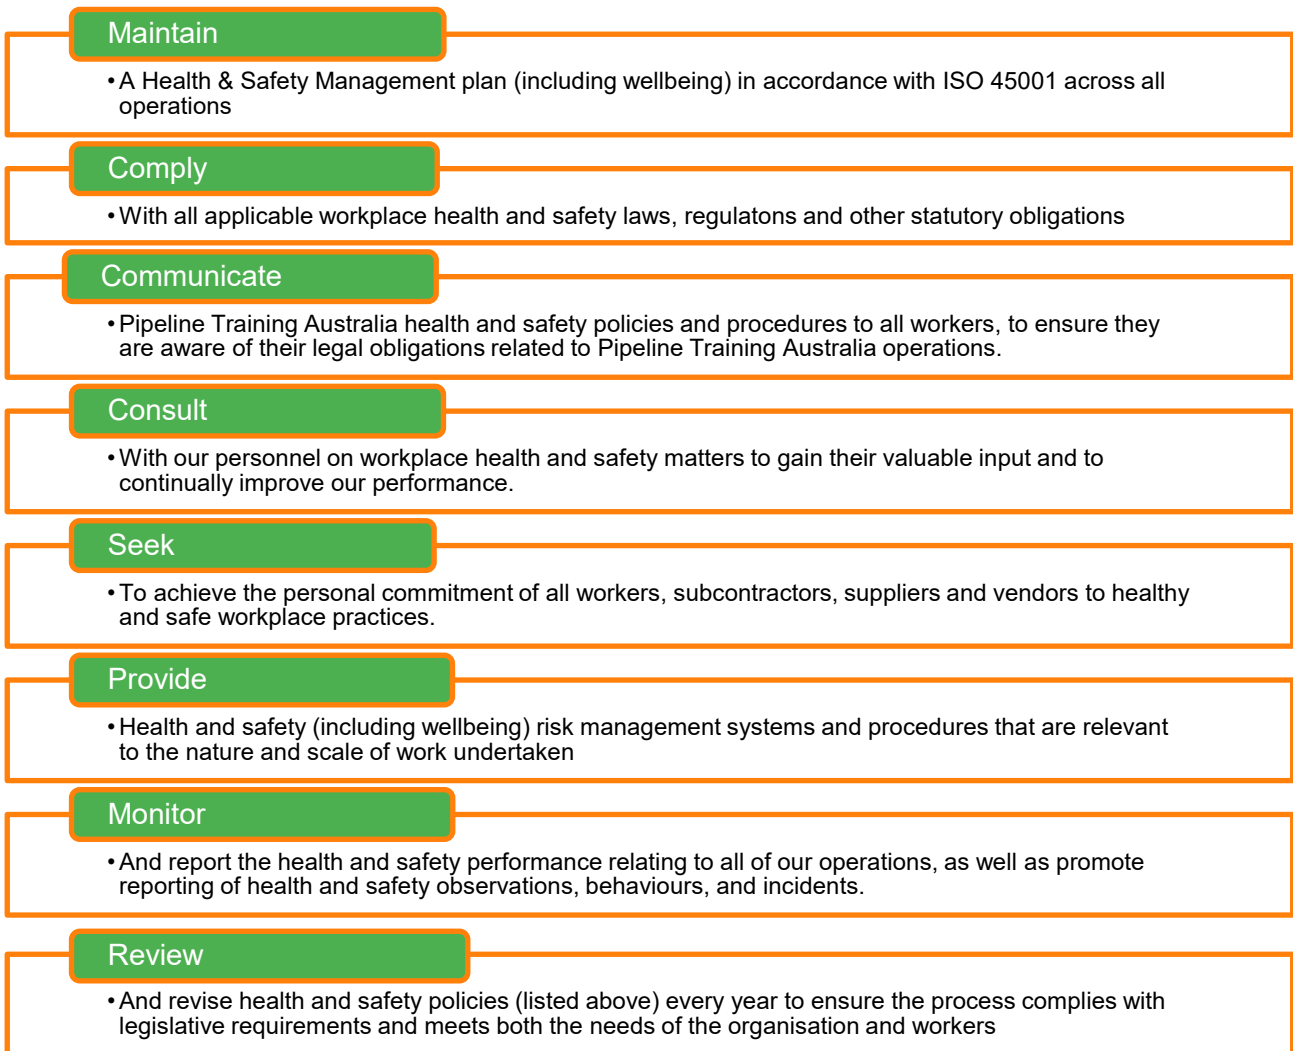 Maintain
•A Health & Safety Management plan (including wellbeing) in accordance with ISO 45001 across all
operations
Comply
•With all applicable workplace health and safety laws, regulatons and other statutory obligations
Communicate
•Pipeline Training Australia health and safety policies and procedures to all workers, to ensure they
are aware of their legal obligations related to Pipeline Training Australia operations.
Consult
•With our personnel on workplace health and safety matters to gain their valuable input and to
continually improve our performance.
Seek
•To achieve the personal commitment of all workers, subcontractors, suppliers and vendors to healthy
and safe workplace practices.
Provide
•Health and safety (including wellbeing) risk management systems and procedures that are relevant
to the nature and scale of work undertaken
Monitor
•And report the health and safety performance relating to all of our operations, as well as promote
reporting of health and safety observations, behaviours, and incidents.
Review
•And revise health and safety policies (listed above) every year to ensure the process complies with
legislative requirements and meets both the needs of the organisation and workers